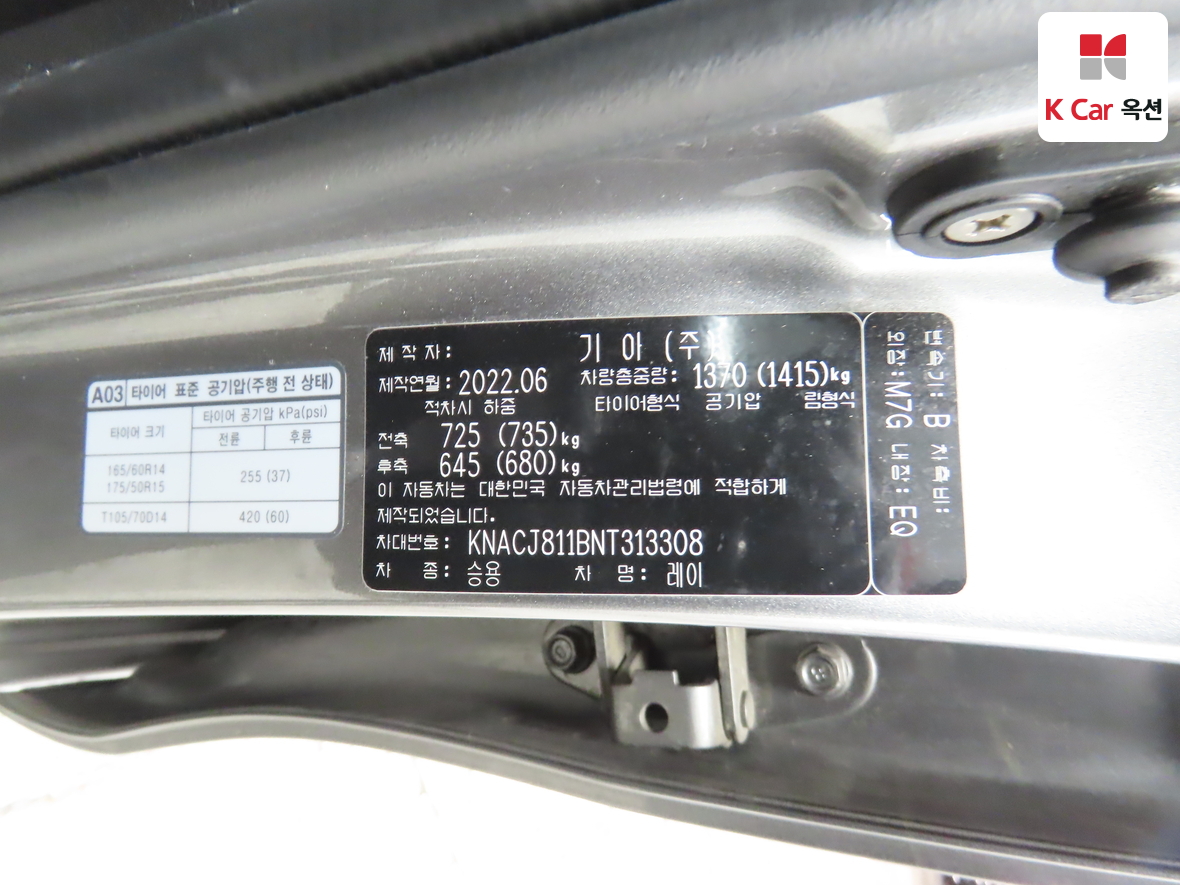 K Car 옥션
A03 타이어 표준 공기압(주행 전 상태)
타이어 크기
타이어 공기압 kPa(psi)
전륜 후륜
165/60R14
175/50R15
255 (37)
T105/70D14 420 (60)
제 작 자: 기 아 (주)
제작연월: 2022.06 차량총중량: 1370 (1415)kg
적차시 하중 타이어형식 공기압 림형식
전축 725 (735)kg
후축 645 (680)kg
이 자동차는 대한민국 자동차관리법령에 적합하게
제작되었습니다.
차대번호: KNACJ811BNT313308
차 종: 승용 차 명: 레이
변속기: B 차축비:
외장: M7G 내장: EQ